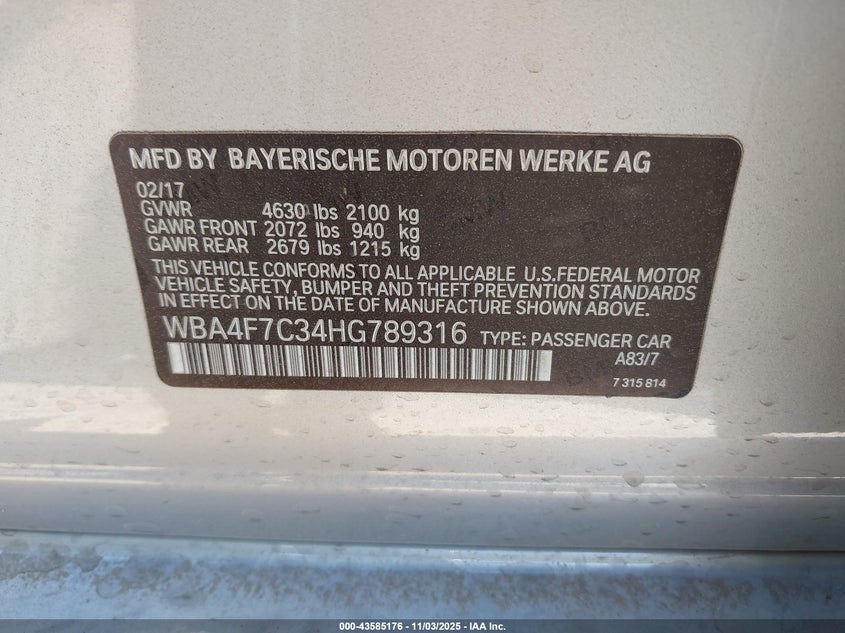 MFD BY BAYERISCHE MOTOREN WERKE AG
02/17
GVWR 4630 lbs 2100 kg
GAWR FRONT 2072 lbs 940 kg
GAWR REAR 2679 lbs 1215 kg
THIS VEHICLE CONFORMS TO ALL APPLICABLE U.S.FEDERAL MOTOR
VEHICLE SAFETY, BUMPER AND THEFT PREVENTION STANDARDS
IN EFFECT ON THE DATE OF MANUFACTURE SHOWN ABOVE.
WBA4F7C34HG789316 TYPE: PASSENGER CAR
A83/7
7 315 814
000-43585176 - 11/03/2025 - IAA Inc.